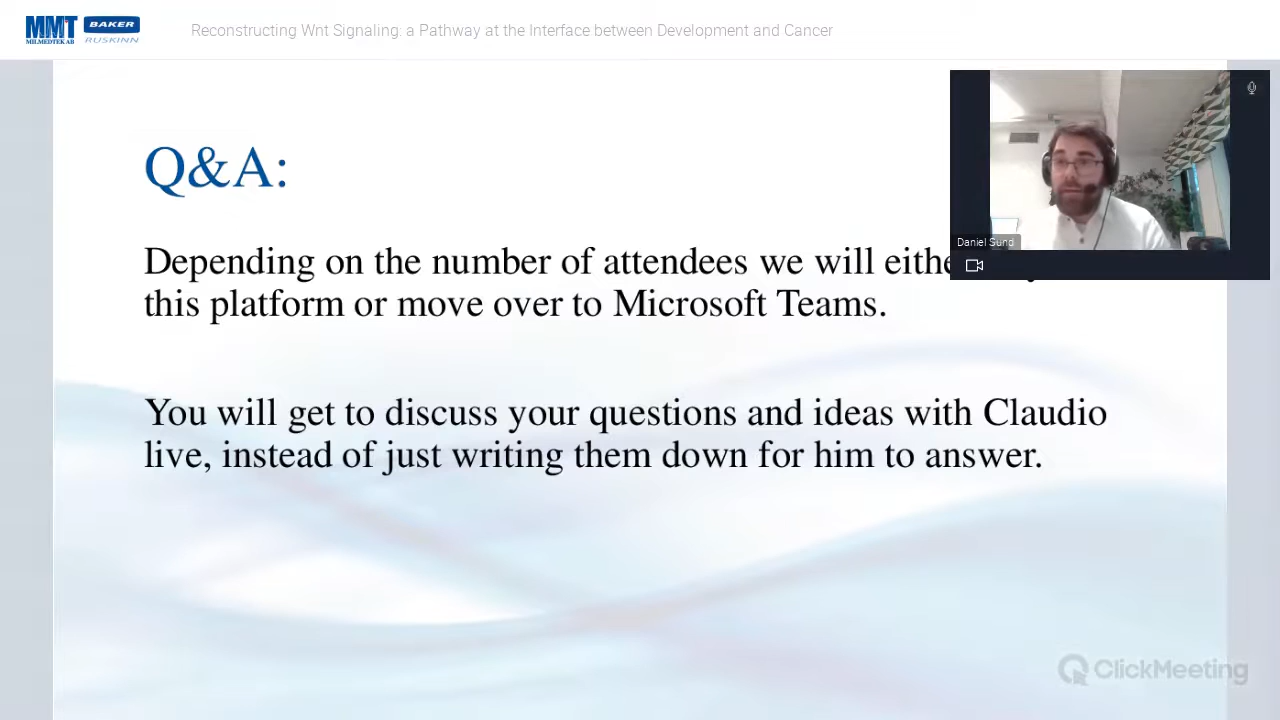 MMT
MILMEDTEK AB
BAKER
RUSKINN
Reconstructing Wnt Signaling: a Pathway at the Interface between Development and Cancer
Q&A:
Daniel Sund
Depending on the number of attendees we will
this platform or move over to Microsoft Teams.
You will get to discuss your questions and ideas with Claudio
live, instead of just writing them down for him to answer.
ClickMeeting